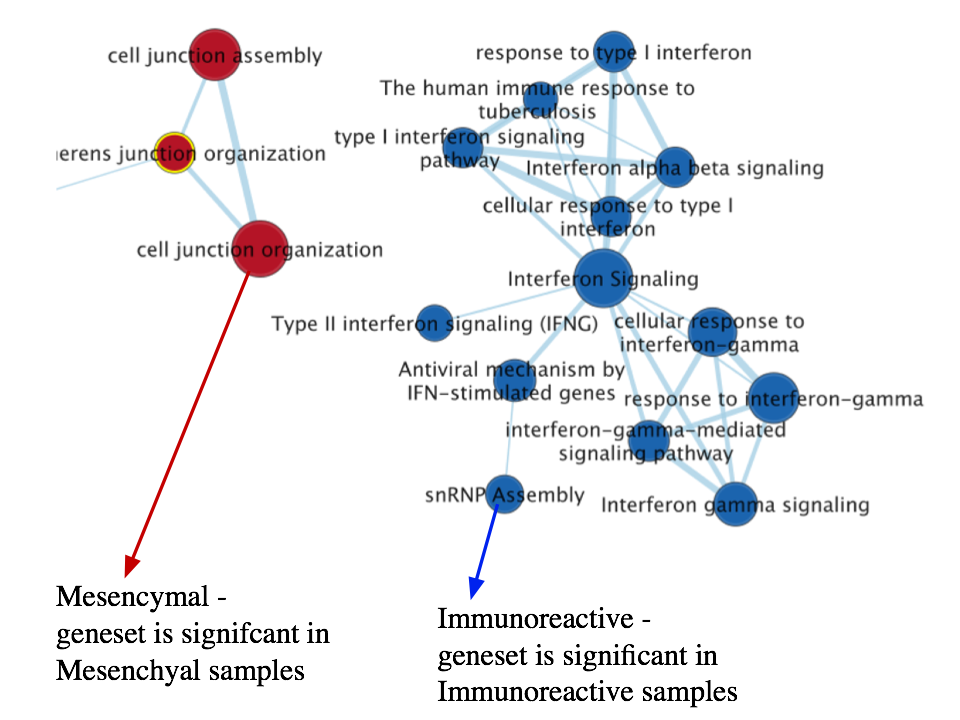 cell junction assembly
erens junction organization
cell junction organization
response to type I interferon
The human immune response to
tuberculosis
type I interferon signaling
pathway
Interferon alpha beta signaling
cellular response to type I
interferon
Interferon Signaling
Type II interferon signaling (IFNG)
cellular response to
interferon-gamma
Antiviral mechanism by
IFN-stimulated genes
response to interferon-gamma
interferon-gamma-mediated
signaling pathway
snRNP Assembly
Interferon gamma signaling
Mesencymal -
geneset is signifcant in
Mesenchyal samples
Immunoreactive -
geneset is significant in
Immunoreactive samples